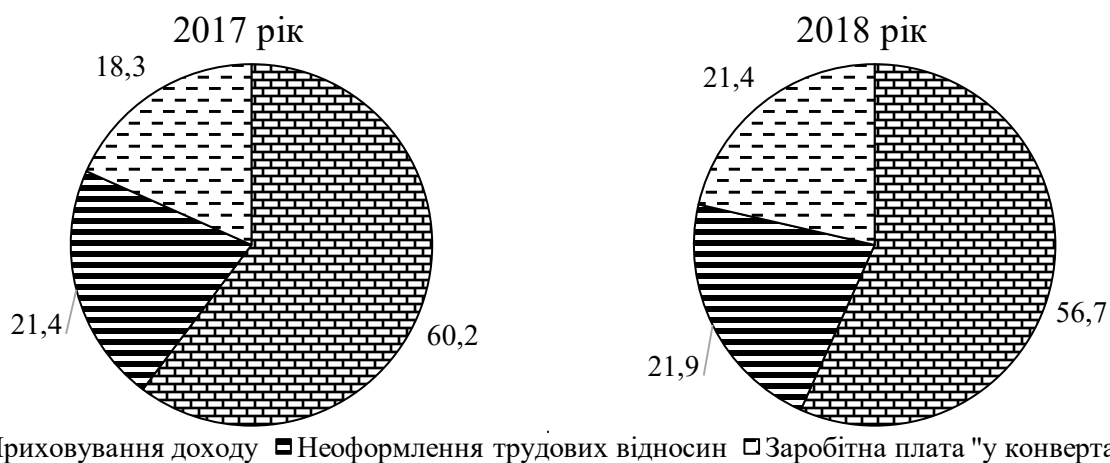 2017 рік
2018 рік
18,3
21,4
60,2
21,4
56,7
21,9
риховування доходу Неоформлення трудових відносин Заробітна плата "у конверта